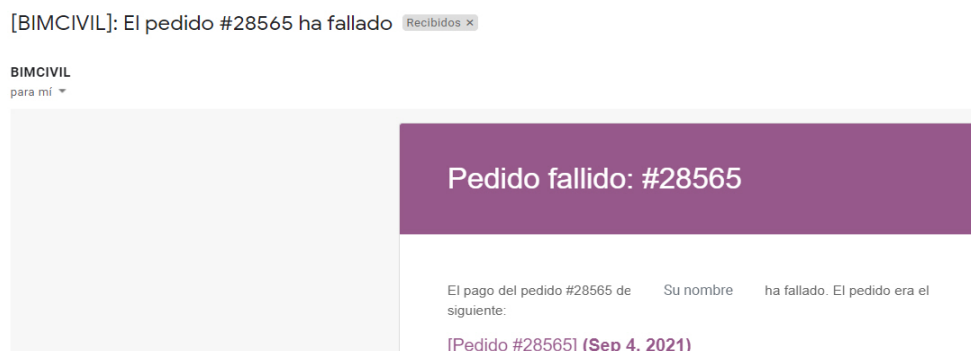 [BIMCIVIL]: El pedido #28565 ha fallado Recibidos ×
BIMCIVIL
para mí
Pedido fallido: #28565
El pago del pedido #28565 de Su nombre ha fallado. El pedido era el
siguiente:
[Pedido #28565] (Sep 4, 2021)